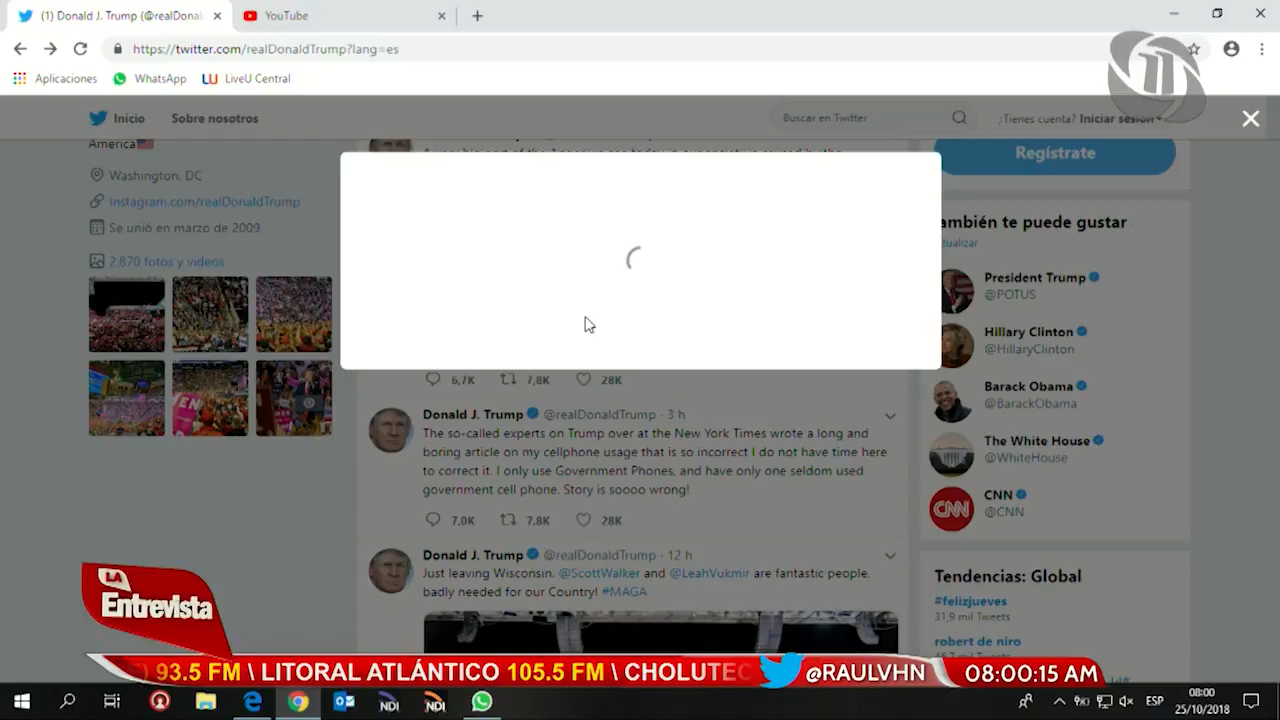 (1) Donald J. Trump (@realDona
YouTube
https://twitter.com/realDonaldTrump?lang=es
Aplicaciones
WhatsApp
LiveU Central
Inicio
Sobre nosotros
Buscar en Twitter
¿Tienes cuenta? Iniciar sesión
America
Washington, DC
Instagram.com/realDonaldTrump
Se unió en marzo de 2009
2.870 fotos y videos
6,7K 7,8K 28K
Donald J. Trump @realDonaldTrump · 3 h
The so-called experts on Trump over at the New York Times wrote a long and
boring article on my cellphone usage that is so incorrect I do not have time here
to correct it. I only use Government Phones, and have only one seldom used
government cell phone. Story is soooo wrong!
7,0K 7,8K 28K
Donald J. Trump @realDonaldTrump · 12 h
Just leaving Wisconsin. @ScottWalker and @LeahVukmir are fantastic people,
badly needed for our Country! #MAGA
Regístrate
ambién te puede gustar
tualizar
President Trump
@POTUS
Hillary Clinton
@HillaryClinton
Barack Obama
@BarackObama
The White House
@WhiteHouse
CNN
CNN
@CNN
Tendencias: Global
#felizjueves
31,9 mil Tweets
robert de niro
LA
Entrevista
93.5 FM \ LITORAL ATLÁNTICO 105.5 FM \ CHOLUTEC
@RAULVHN
08:00:15 AM
NDI
NDI
ESP
08:00
25/10/2018